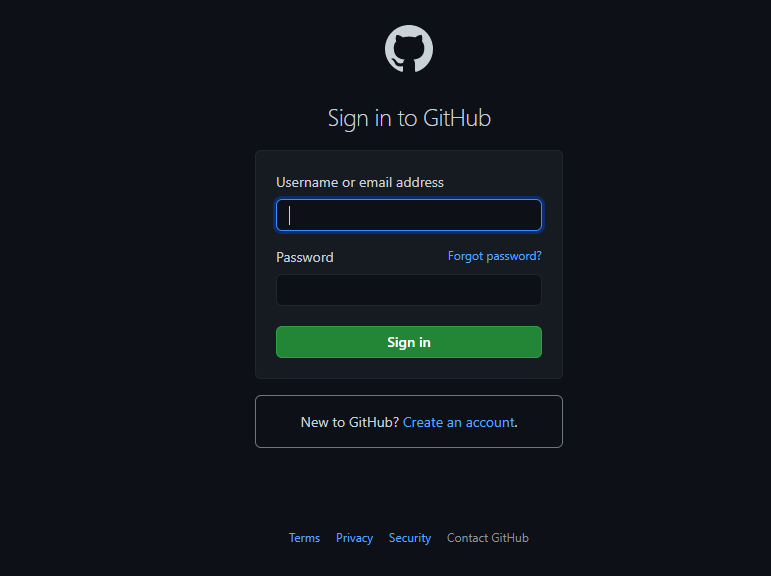 Sign in to GitHub
Username or email address
Password Forgot password?
Sign in
New to GitHub? Create an account.
Terms Privacy Security Contact GitHub